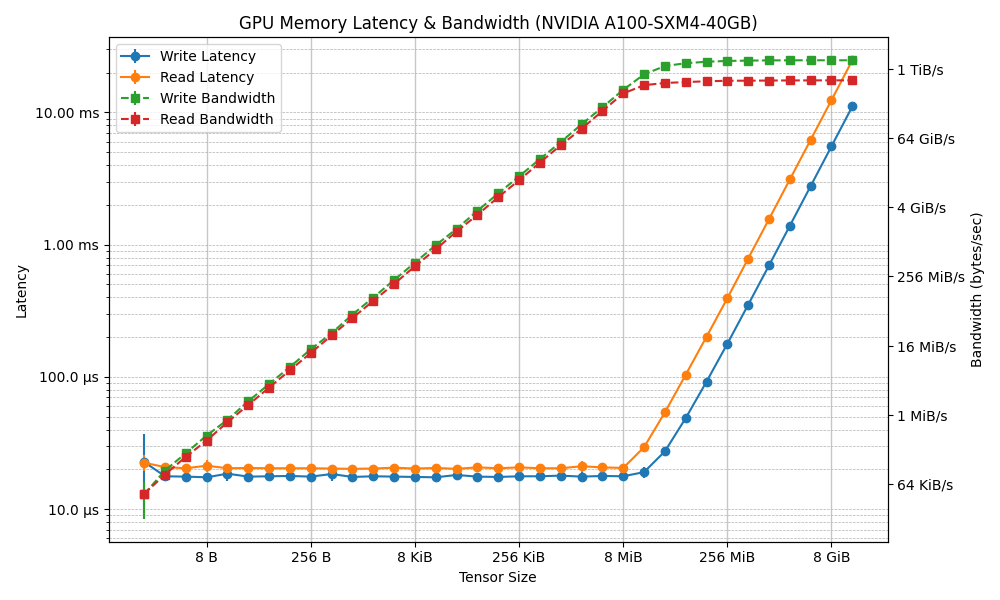 GPU Memory Latency & Bandwidth (NVIDIA A100-SXM4-40GB)
Write Latency
Read Latency
Write Bandwidth
Read Bandwidth
10.00 ms
1.00 ms
100.0 µs
10.0 µs
Latency
1 TiB/s
64 GiB/s
4 GiB/s
256 MiB/s
16 MiB/s
1 MiB/s
64 KiB/s
Bandwidth (bytes/sec)
8 B
256 B
8 KiB
256 KiB
8 MiB
256 MiB
8 GiB
Tensor Size